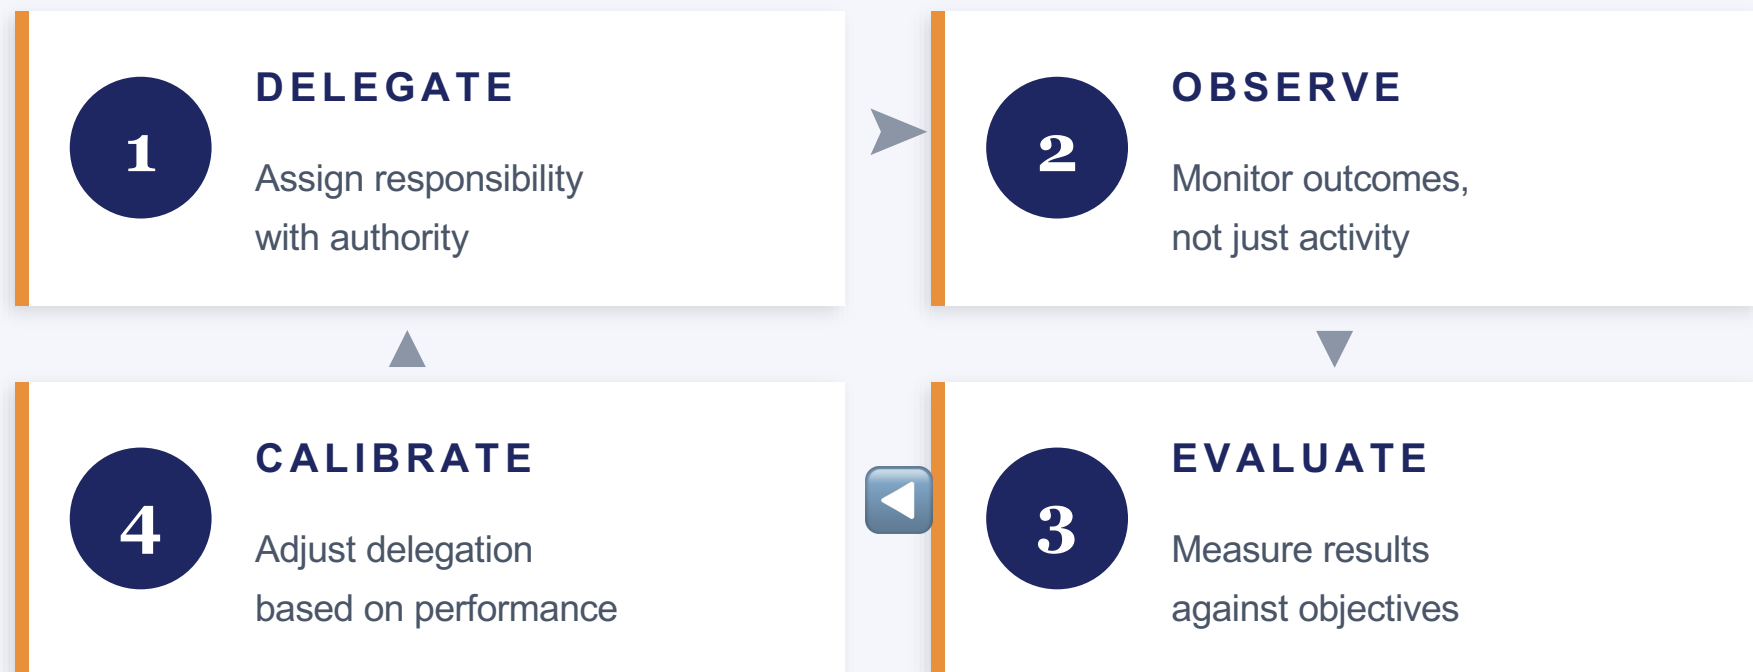 1
DELEGATE
Assign responsibility
with authority
2
OBSERVE
Monitor outcomes,
not just activity
4
CALIBRATE
Adjust delegation
based on performance
3
EVALUATE
Measure results
against objectives